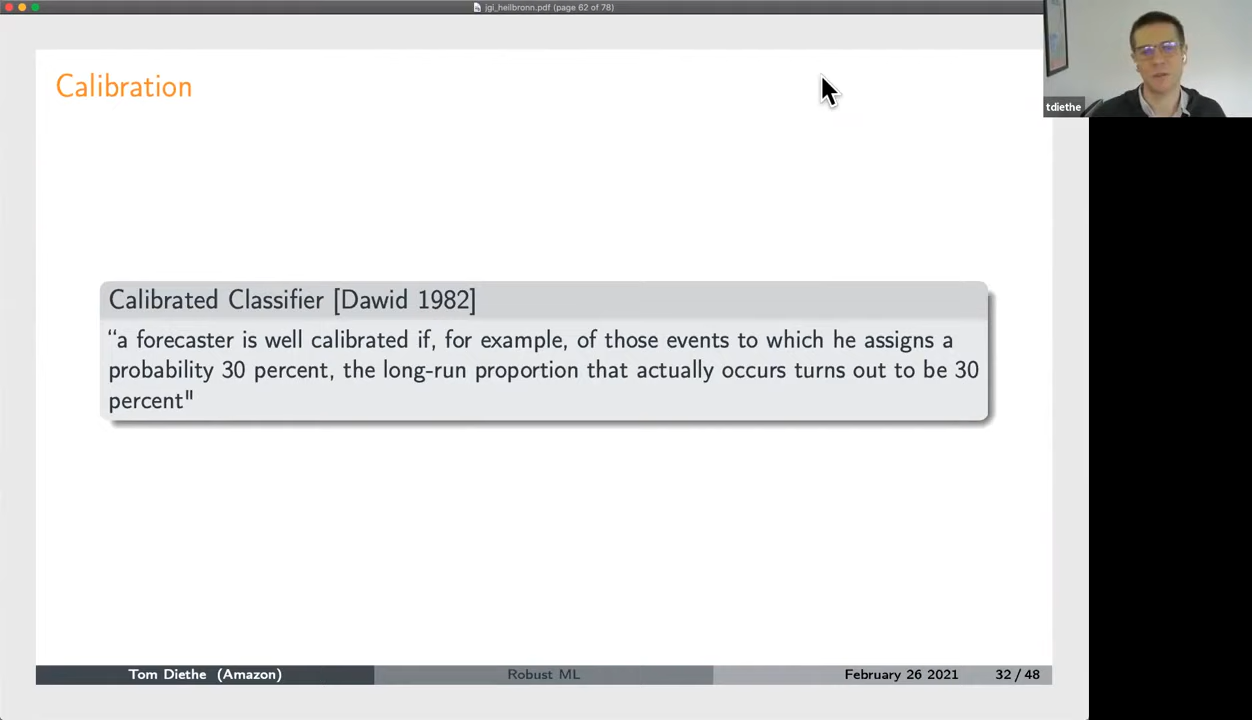 jgi_heilbronn.pdf (page 62 of 78)
tdiethe
Calibration
Calibrated Classifier [Dawid 1982]
“a forecaster is well calibrated if, for example, of those events to which he assigns a
probability 30 percent, the long-run proportion that actually occurs turns out to be 30
percent"
Tom Diethe (Amazon) Robust ML February 26 2021 32 / 48